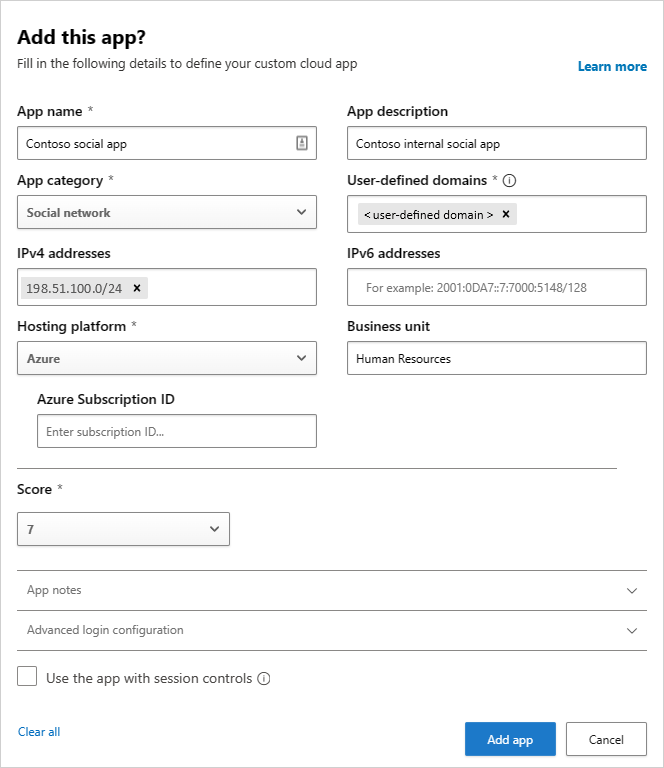 Add this app?
Fill in the following details to define your custom cloud app
Learn more
App name *
App description
Contoso social app
Contoso internal social app
App category *
User-defined domains *
Social network
<user-defined domain> ×
IPv4 addresses
IPv6 addresses
198.51.100.0/24 ×
For example: 2001:0DA7::7:7000:5148/128
Hosting platform *
Business unit
Azure
Human Resources
Azure Subscription ID
Enter subscription ID...
Score *
7
App notes
Advanced login configuration
Use the app with session controls
Clear all
Add app
Cancel